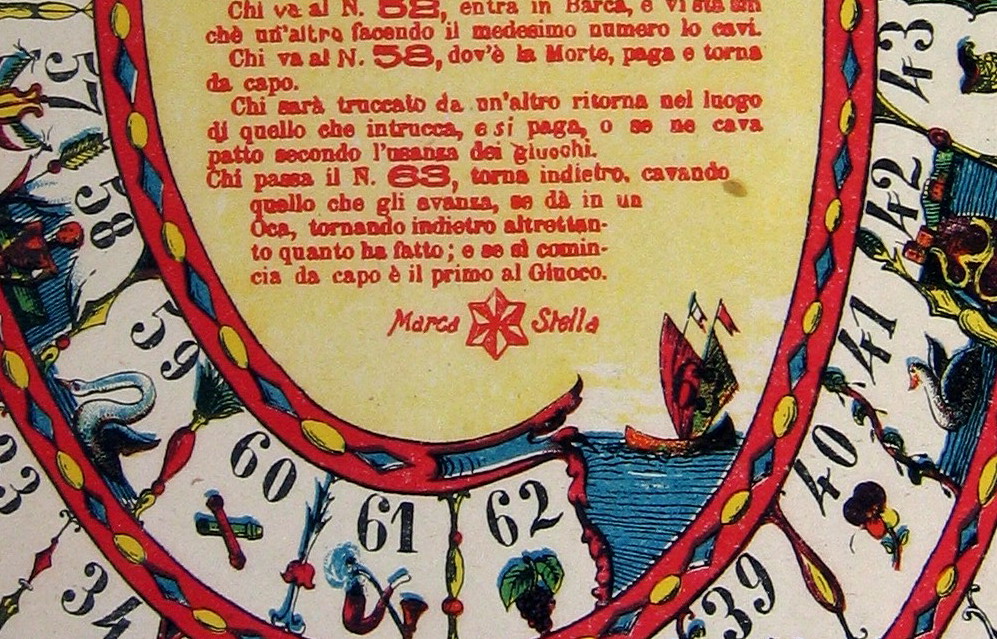 Chi va al N. 52, entra in Barca, e vi sta sin
chè un'altro facendo il medesimo numero lo cavi.
Chi va al N. 58, dov'è la Morte, paga e torna
da capo.
Chi sarà truccato da un'altro ritorna nel luogo
di quello che intrucca, e si paga, o se ne cava
patto secondo l'usanza dei giuochi.
Chi passa il N. 63, torna indietro, cavando
quello che gli avanza, se dà in un
Oca, tornando indietro altrettan-
to quanto ha fatto; e se si comin-
cia da capo è il primo al Giuoco.
Marca Stella
57
58
59
60
61
62
34
39
40
41
42
43